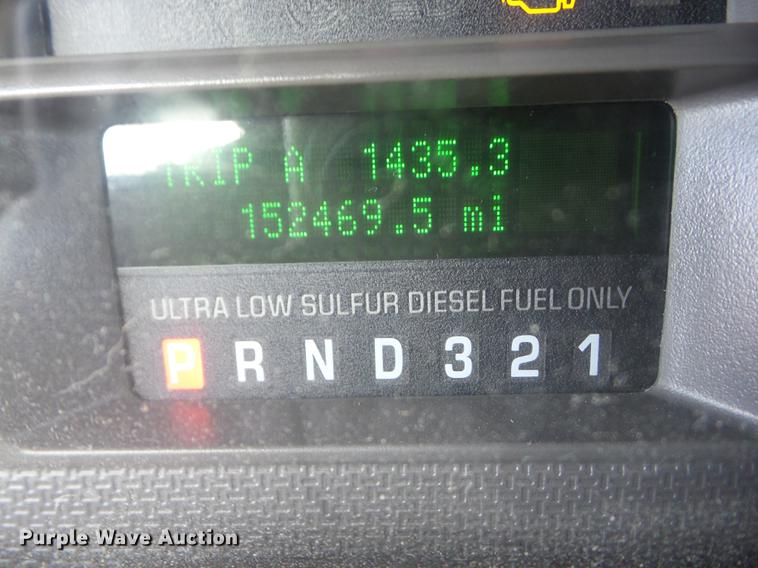 TRIP A 1435.3
152469.5 mi
ULTRA LOW SULFUR DIESEL FUEL ONLY
P R N D 3 2 1
Purple Wave Auction